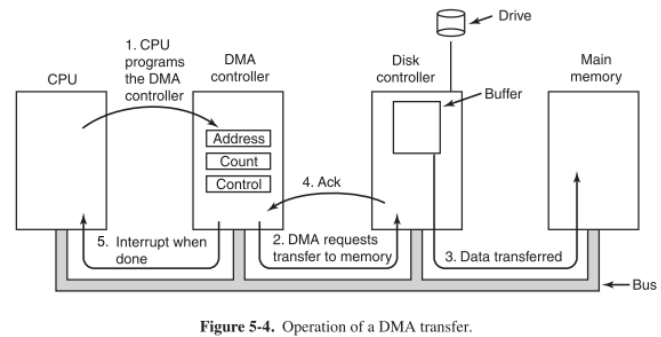 Drive
1. CPU
programs
the DMA
controller
CPU
DMA
controller
Disk
controller
Main
memory
Buffer
Address
Count
Control
4. Ack
5. Interrupt when
done
2. DMA requests
transfer to memory
3. Data transferred
Bus
Figure 5-4. Operation of a DMA transfer.